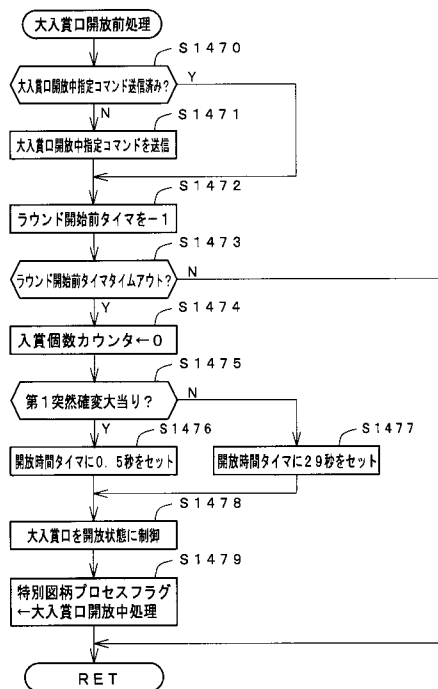 大入賞口開放前処理
S1470
大入賞口開放中指定コマンド送信済み？
Y
N
S1471
大入賞口開放中指定コマンドを送信
S1472
ラウンド開始前タイマを－1
S1473
ラウンド開始前タイマタイムアウト？
N
Y
S1474
入賞個数カウンタ←0
S1475
第1突然確変大当り？
N
Y
S1476
S1477
開放時間タイマに0．5秒をセット
開放時間タイマに29秒をセット
S1478
大入賞口を開放状態に制御
S1479
特別図柄プロセスフラグ
←大入賞口開放中処理
RET